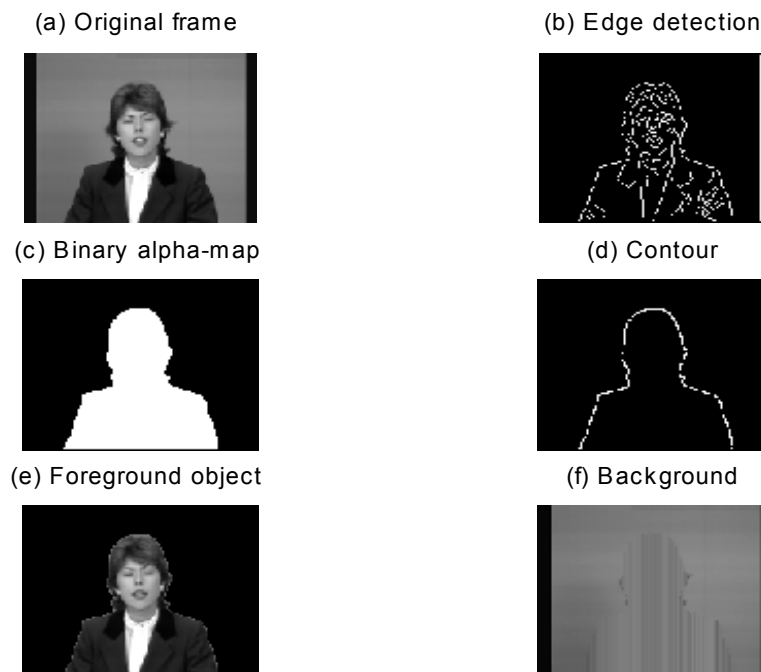 (a) Original frame
(b) Edge detection
(c) Binary alpha-map
(d) Contour
(e) Foreground object
(f) Background